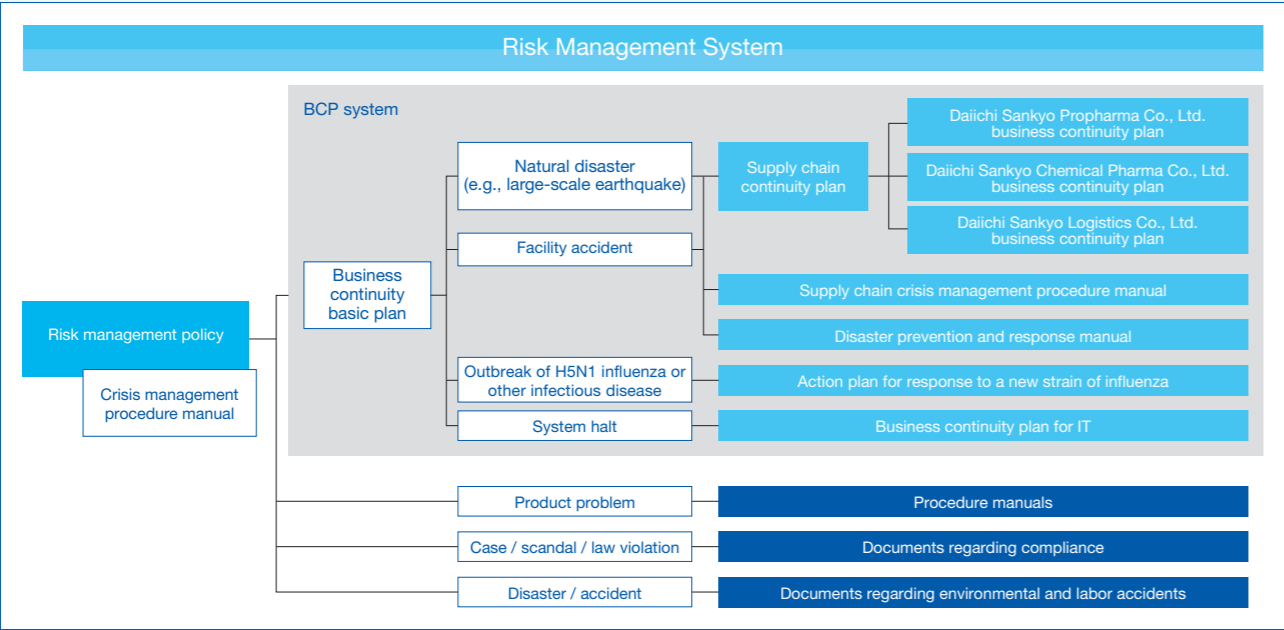 Risk Management System
BCP system
Natural disaster
(e.g., large-scale earthquake)
Supply chain
continuity plan
Daiichi Sankyo Propharma Co., Ltd.
business continuity plan
Daiichi Sankyo Chemical Pharma Co., Ltd.
business continuity plan
Daiichi Sankyo Logistics Co., Ltd.
business continuity plan
Facility accident
Business
continuity
basic plan
Supply chain crisis management procedure manual
Disaster prevention and response manual
Risk management policy
Crisis management
procedure manual
Outbreak of H5N1 influenza or
other infectious disease
Action plan for response to a new strain of influenza
System halt
Business continuity plan for IT
Product problem
Procedure manuals
Case / scandal / law violation
Documents regarding compliance
Disaster / accident
Documents regarding environmental and labor accidents